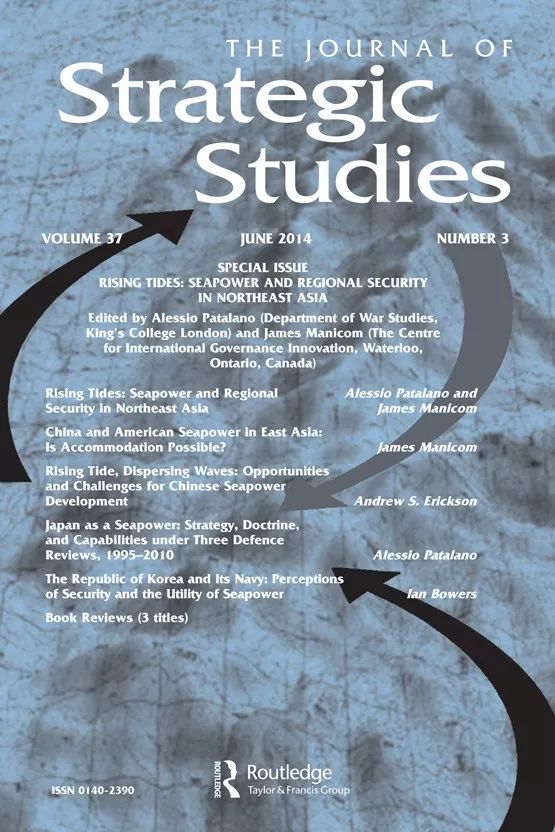 THE JOURNAL OF
Strategic
Studies
VOLUME 37 JUNE 2014 NUMBER 3
SPECIAL ISSUE
RISING TIDES: SEAPOWER AND REGIONAL SECURITY
IN NORTHEAST ASIA
Edited by Alessio Patalano (Department of War Studies,
King's College London) and James Manicom (The Centre
for International Governance Innovation, Waterloo,
Ontario, Canada)
Rising Tides: Seapower and Regional Alessio Patalano and
Security in Northeast Asia James Manicom
China and American Seapower in East Asia:
Is Accommodation Possible? James Manicom
Rising Tide, Dispersing Waves: Opportunities
and Challenges for Chinese Seapower
Development Andrew S. Erickson
Japan as a Seapower: Strategy, Doctrine,
and Capabilities under Three Defence
Reviews, 1995–2010 Alessio Patalano
The Republic of Korea and Its Navy: Perceptions
of Security and the Utility of Seapower Ian Bowers
Book Reviews (3 titles)
ISSN 0140-2390
ROUTLEDGE
Routledge
Taylor & Francis Group